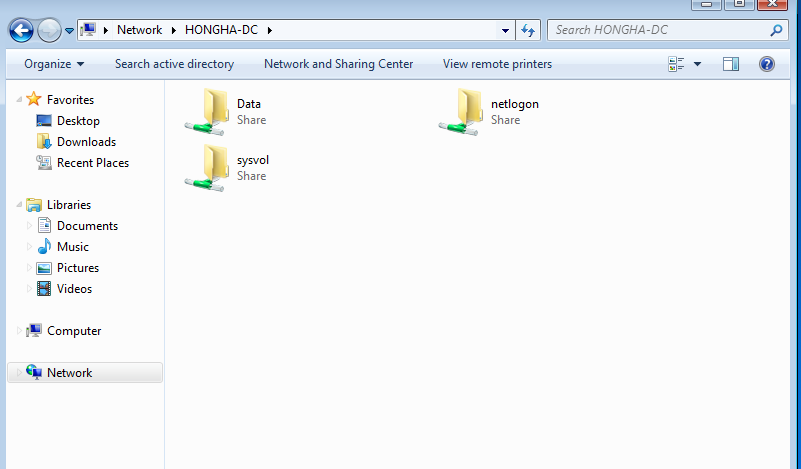 Network HONGHA-DC
Search HONGHA-DC
Organize Search active directory Network and Sharing Center View remote printers
Favorites
Desktop
Downloads
Recent Places
Libraries
Documents
Music
Pictures
Videos
Computer
Network
Data
Share
netlogon
Share
sysvol
Share